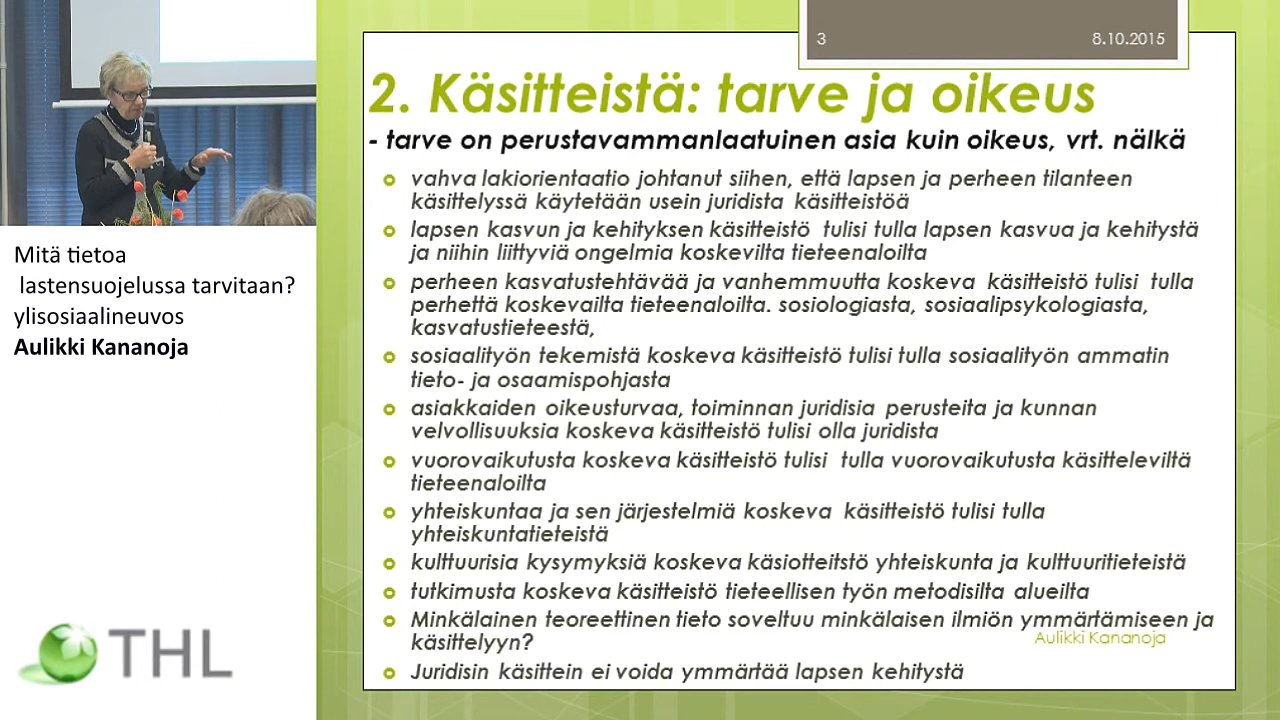 Mitä tietoa
lastensuojelussa tarvitaan?
ylisosiaalineuvos
Aulikki Kananoja
THL
3
8.10.2015
2. Käsitteistä: tarve ja oikeus
- tarve on perustavammanlaatuinen asia kuin oikeus, vrt. nälkä
vahva lakiorientaatio johtanut siihen, että lapsen ja perheen tilanteen
käsittelyssä käytetään usein juridista käsitteistöä
lapsen kasvun ja kehityksen käsitteistö tulisi tulla lapsen kasvua ja kehitystä
ja niihin liittyviä ongelmia koskevilta tieteenaloilta
perheen kasvatustehtävää ja vanhemmuutta koskeva käsitteistö tulisi tulla
perhettä koskevailta tieteenaloilta. sosiologiasta, sosiaalipsykologiasta,
kasvatustieteestä,
sosiaalityön tekemistä koskeva käsitteistö tulisi tulla sosiaalityön ammatin
tieto- ja osaamispohjasta
asiakkaiden oikeusturvaa, toiminnan juridisia perusteita ja kunnan
velvollisuuksia koskeva käsitteistö tulisi olla juridista
vuorovaikutusta koskeva käsitteistö tulisi tulla vuorovaikutusta käsitteleviltä
tieteenaloilta
yhteiskuntaa ja sen järjestelmiä koskeva käsitteistö tulisi tulla
yhteiskuntatieteistä
kulttuurisia kysymyksiä koskeva käsiotteitstö yhteiskunta ja kulttuuritieteistä
tutkimusta koskeva käsitteistö tieteellisen työn metodisilta alueilta
Minkälainen teoreettinen tieto soveltuu minkälaisen ilmiön ymmärtämiseen ja
käsittelyyn?
Aulikki Kananoja
Juridisin käsittein ei voida ymmärtää lapsen kehitystä